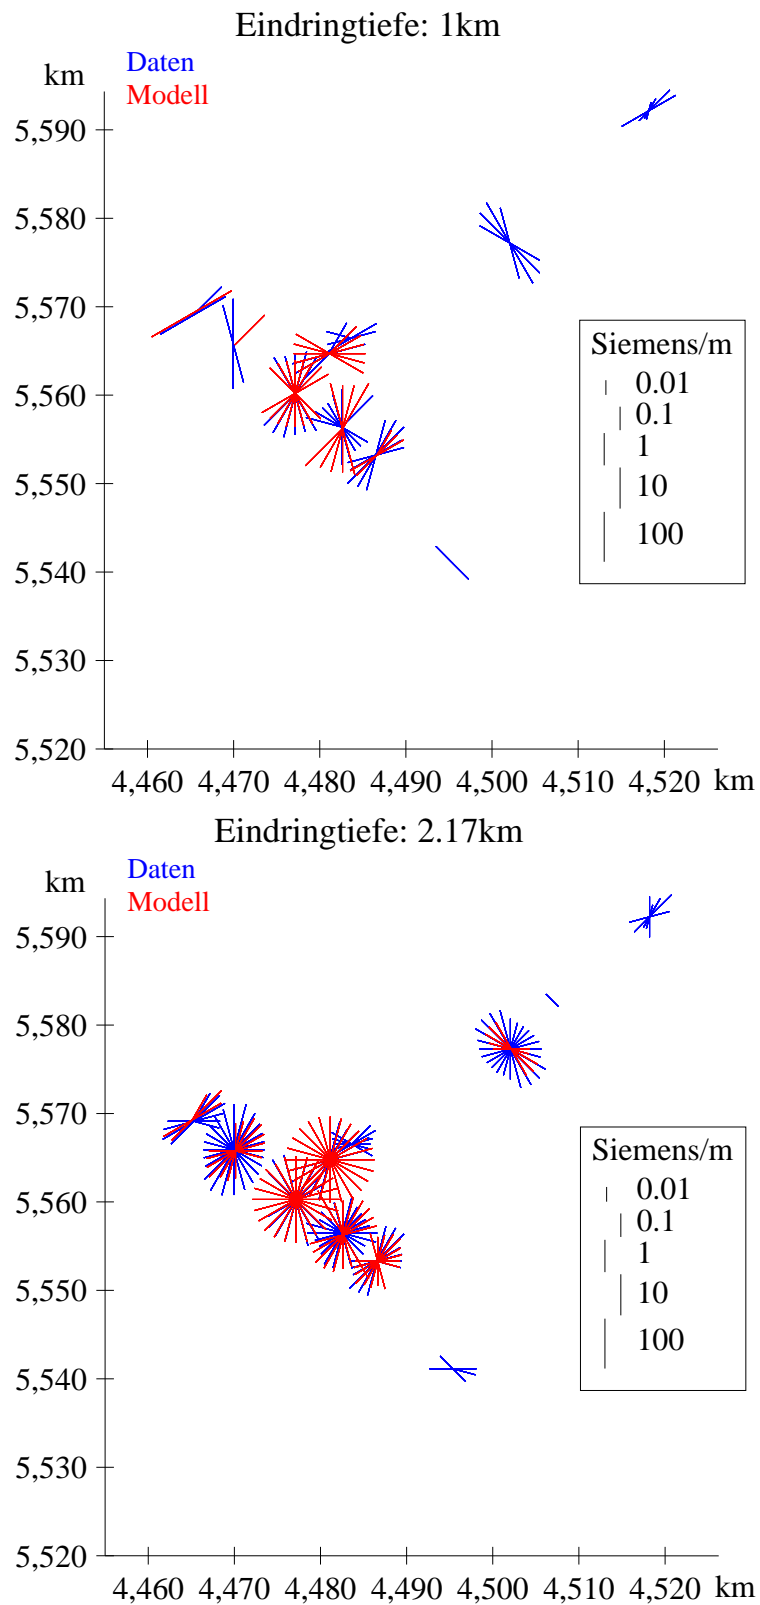 Eindringtiefe: 1km
km
Daten
Modell
5,590
5,580
5,570
5,560
5,550
5,540
5,530
5,520
Siemens/m
0.01
0.1
1
10
100
4,460 4,470 4,480 4,490 4,500 4,510 4,520 km
Eindringtiefe: 2.17km
km
Daten
Modell
5,590
5,580
5,570
5,560
5,550
5,540
5,530
5,520
Siemens/m
0.01
0.1
1
10
100
4,460 4,470 4,480 4,490 4,500 4,510 4,520 km